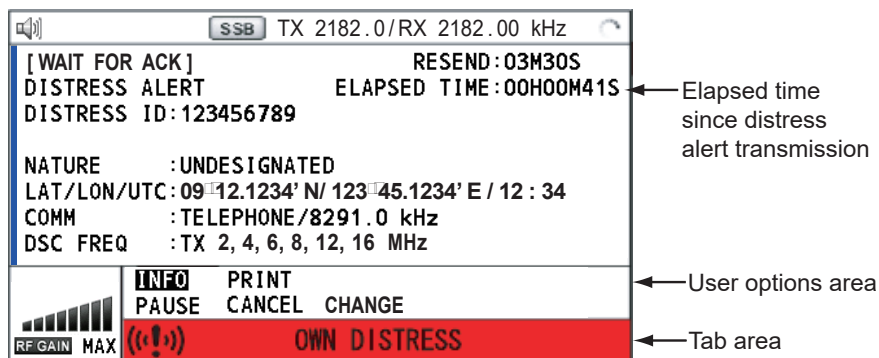 SSB TX 2182.0/RX 2182.00 kHz
[WAIT FOR ACK] RESEND:03M30S
DISTRESS ALERT ELAPSED TIME:00H00M41S
DISTRESS ID:123456789
NATURE :UNDESIGNATED
LAT/LON/UTC:09□12.1234' N/ 123□45.1234' E / 12 : 34
COMM :TELEPHONE/8291.0 kHz
DSC FREQ :TX 2, 4, 6, 8, 12, 16 MHz
INFO PRINT
PAUSE CANCEL CHANGE
RF GAIN MAX
OWN DISTRESS
Elapsed time
since distress
alert transmission
User options area
Tab area